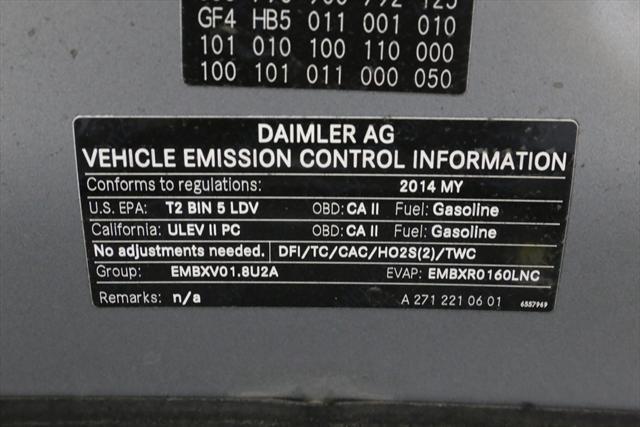 GF4 HB5 011 001 010
101 010 100 110 000
100 101 011 000 050
DAIMLER AG
VEHICLE EMISSION CONTROL INFORMATION
Conforms to regulations: 2014 MY
U.S. EPA: T2 BIN 5 LDV OBD: CA II Fuel: Gasoline
California: ULEV II PC OBD: CA II Fuel: Gasoline
No adjustments needed. DFI/TC/CAC/HO2S(2)/TWC
Group: EMBXV01.8U2A EVAP: EMBXR0160LNC
Remarks: n/a A 271 221 06 01 6557969